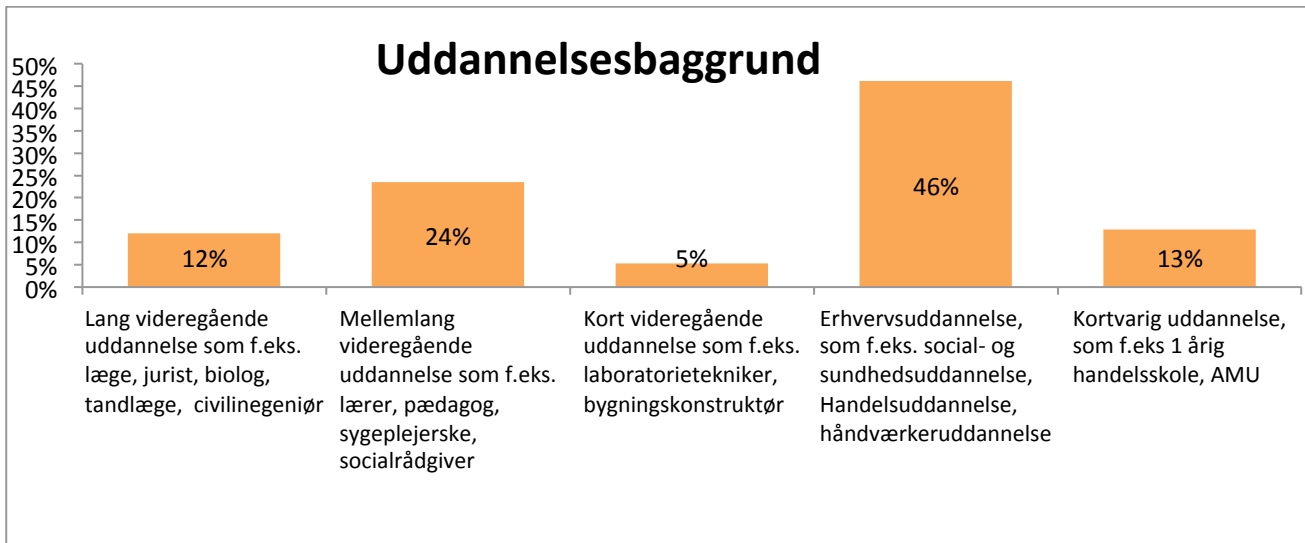 Uddannelsesbaggrund
50%
45%
40%
35%
30%
25%
20%
15%
10%
5%
0%
12%
24%
5%
46%
13%
Lang videregående
uddannelse som f.eks.
læge, jurist, biolog,
tandlæge, civilinegeniør
Mellemlang
videregående
uddannelse som f.eks.
lærer, pædagog,
sygeplejerske,
socialrådgiver
Kort videregående
uddannelse som f.eks.
laboratorietekniker,
bygningskonstruktør
Erhvervsuddannelse,
som f.eks. social- og
sundhedsuddannelse,
Handelsuddannelse,
håndværkeruddannelse
Kortvarig uddannelse,
som f.eks 1 årig
handelsskole, AMU